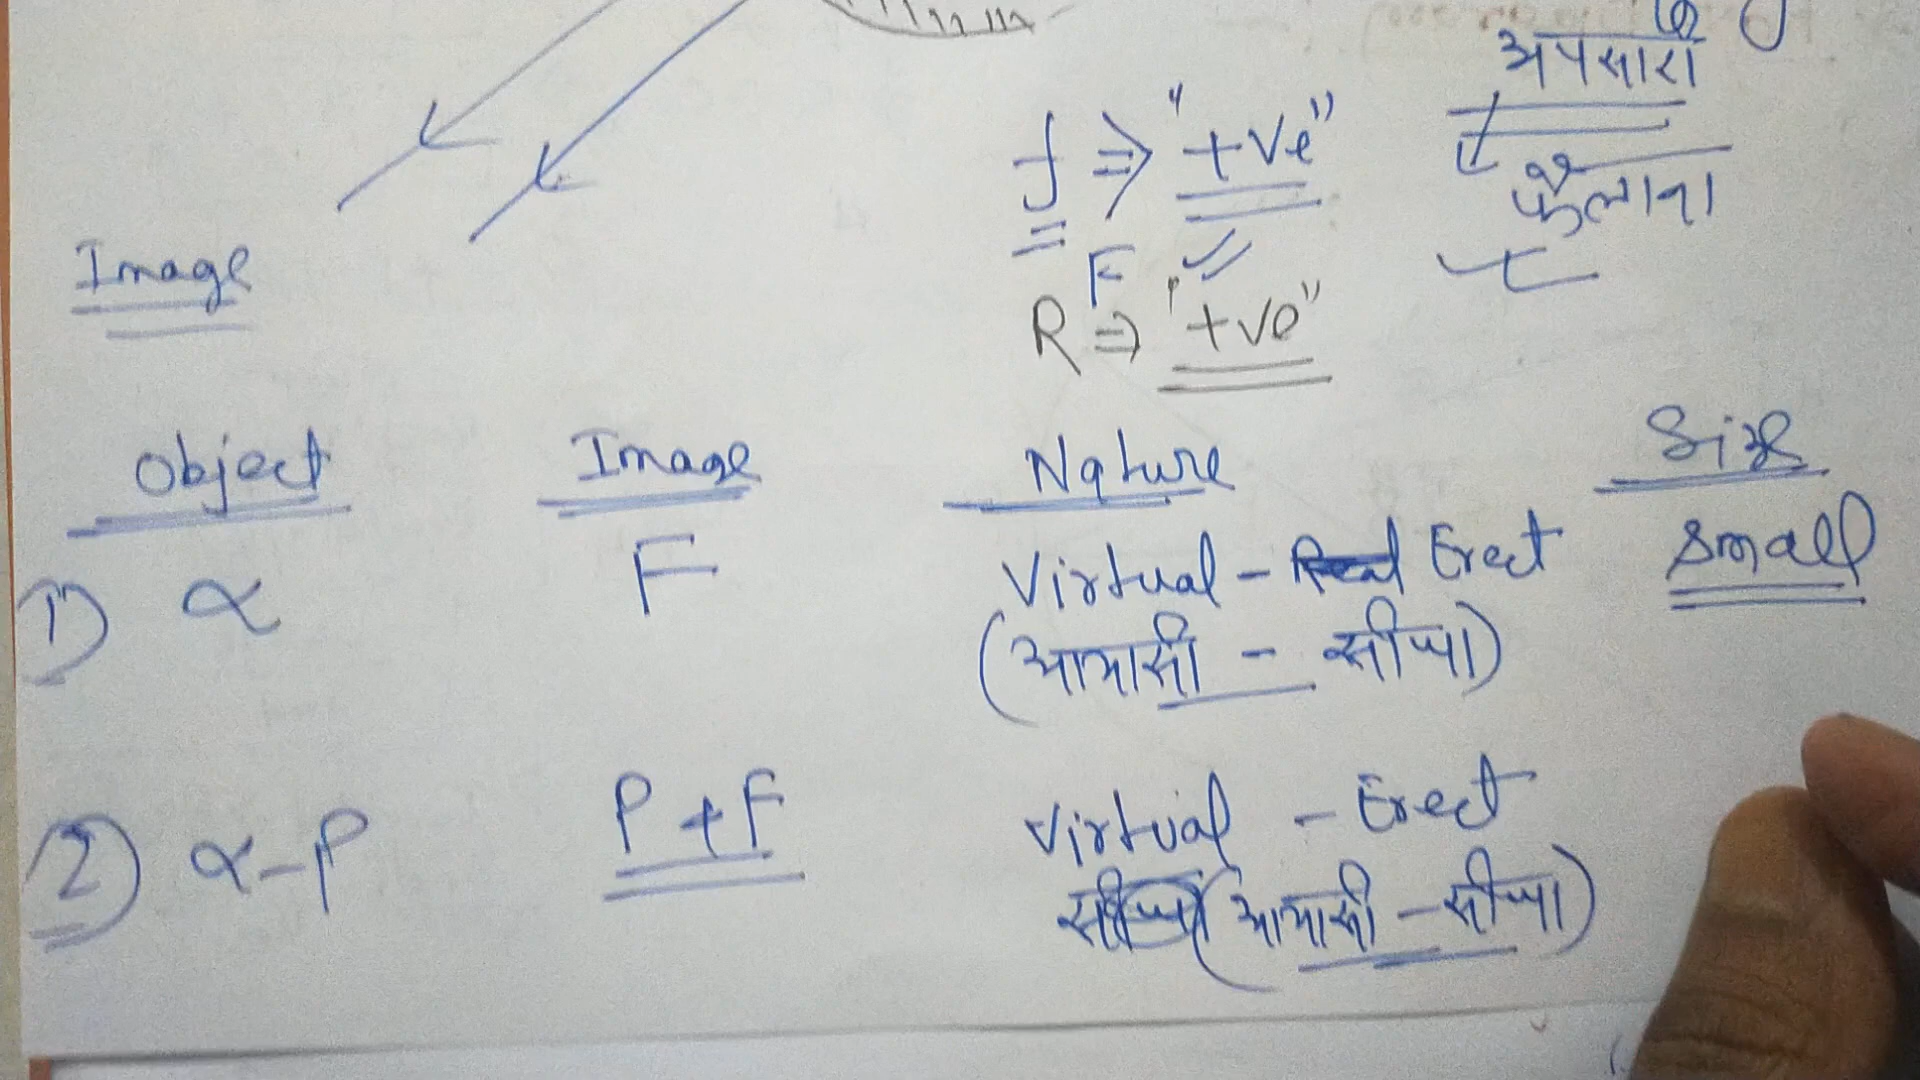 अपसारी
f ⇒ "+ve"
फैलाना
F
R ⇒ "+ve"
Image
Object Image Nature Size
1) ∝ F Virtual - Erect Small
(आभासी - सीधा)
2) ∝-P P & F Virtual - Erect
(आभासी - सीधा)